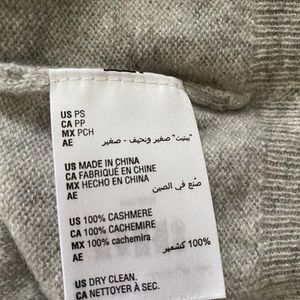 US PS
CA PP
MX PCH
AE "بيتيت" صغير ونحيف - صغير
US MADE IN CHINA
CA FABRIQUÉ EN CHINE
MX HECHO EN CHINA
AE صُنع في الصين
US 100% CASHMERE
CA 100% CACHEMIRE
MX 100% cachemira
AE 100% كشمير
US DRY CLEAN.
CA NETTOYER À SEC.